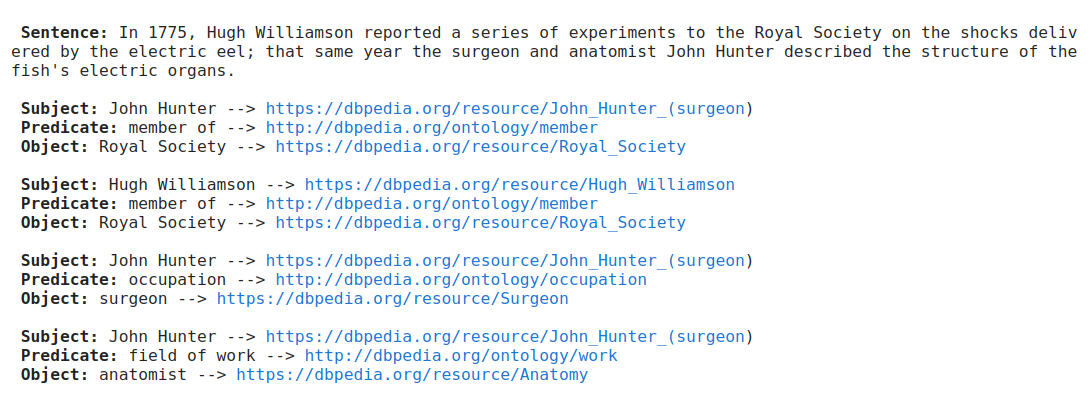 Sentence: In 1775, Hugh Williamson reported a series of experiments to the Royal Society on the shocks deliv
ered by the electric eel; that same year the surgeon and anatomist John Hunter described the structure of the
fish's electric organs.
Subject: John Hunter --> https://dbpedia.org/resource/John_Hunter_(surgeon)
Predicate: member of --> http://dbpedia.org/ontology/member
Object: Royal Society --> https://dbpedia.org/resource/Royal_Society
Subject: Hugh Williamson --> https://dbpedia.org/resource/Hugh_Williamson
Predicate: member of --> http://dbpedia.org/ontology/member
Object: Royal Society --> https://dbpedia.org/resource/Royal_Society
Subject: John Hunter --> https://dbpedia.org/resource/John_Hunter_(surgeon)
Predicate: occupation --> http://dbpedia.org/ontology/occupation
Object: surgeon --> https://dbpedia.org/resource/Surgeon
Subject: John Hunter --> https://dbpedia.org/resource/John_Hunter_(surgeon)
Predicate: field of work --> http://dbpedia.org/ontology/work
Object: anatomist --> https://dbpedia.org/resource/Anatomy